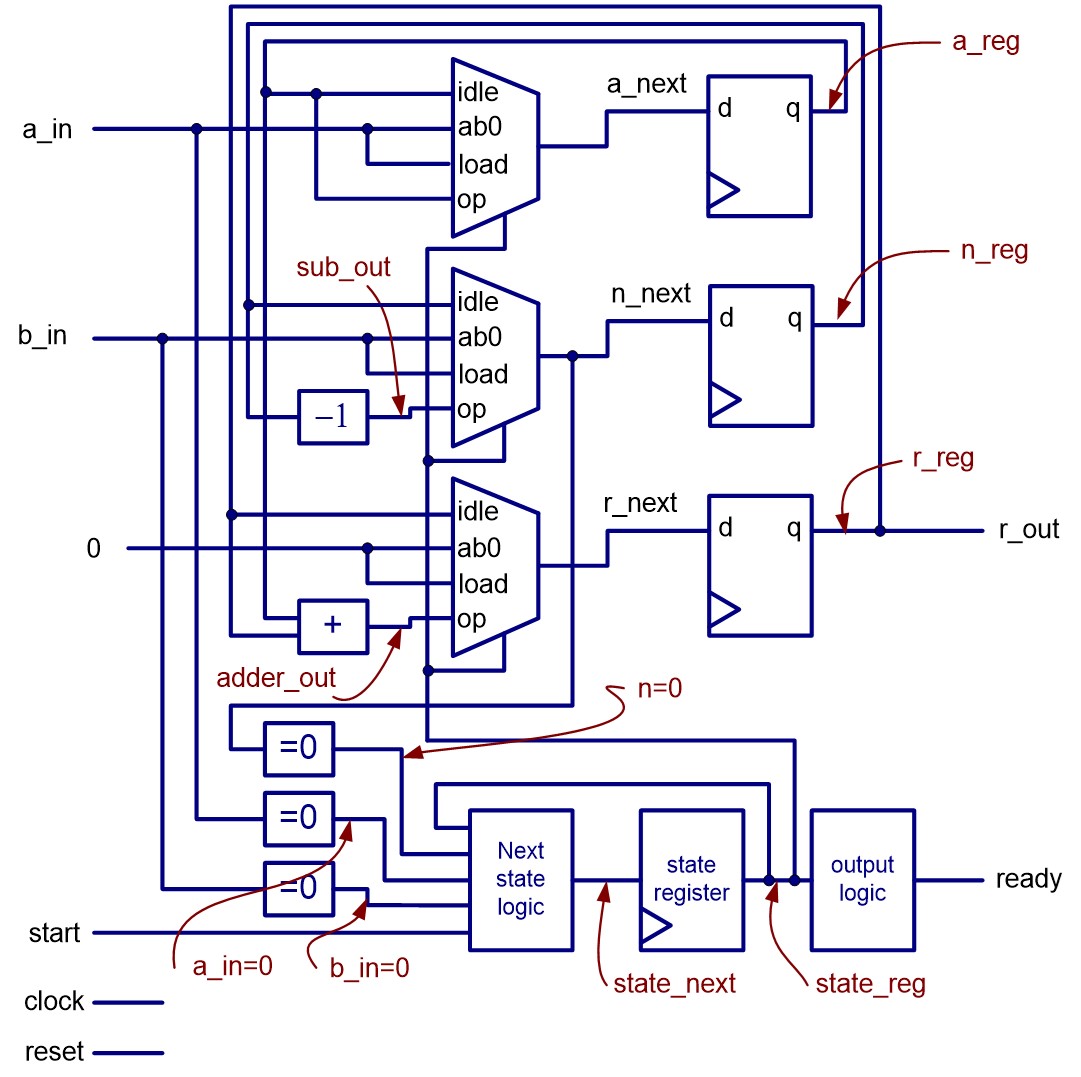 a_reg
a_next
idle
d
q
a_in
ab0
load
op
n_reg
sub_out
n_next
idle
d
q
b_in
ab0
load
op
−1
r_reg
r_next
idle
d
q
r_out
0
ab0
load
op
+
adder_out
n=0
=0
=0
=0
Next
state
logic
state
register
output
logic
ready
start
a_in=0
b_in=0
state_next
state_reg
clock
reset